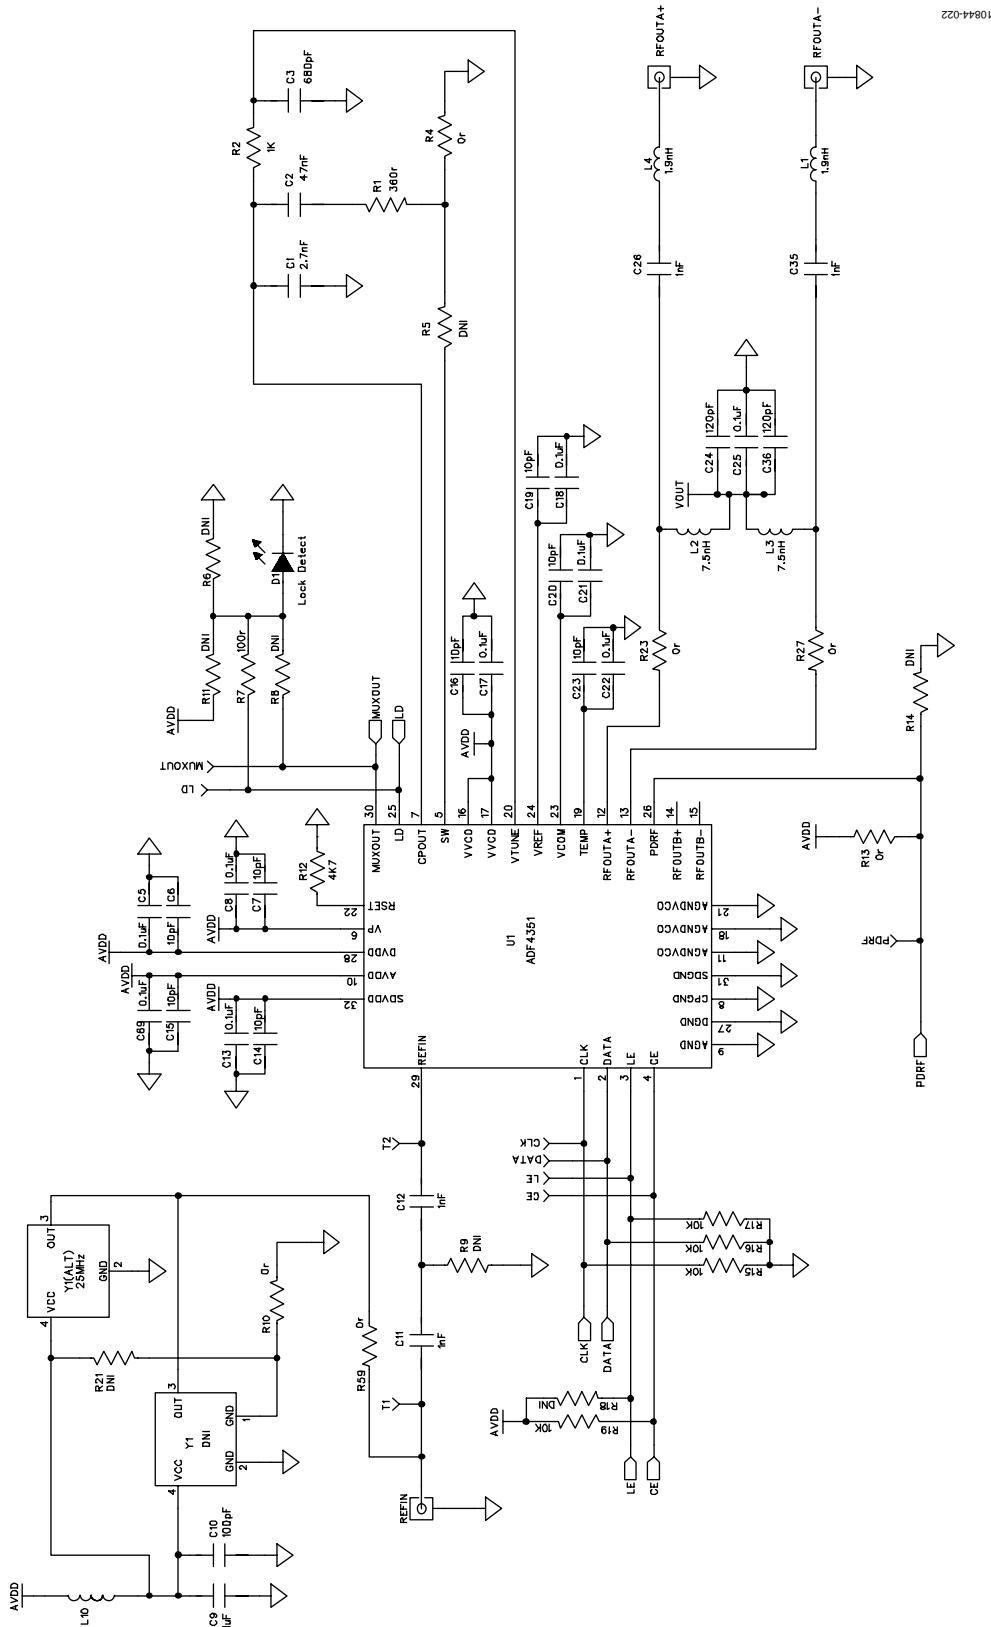 10844-022
RFOUTA+
RFOUTA-
C3
680pF
R2
1K
C2
47nF
R1
360r
R4
0r
C1
2.7nF
R5
DNI
L4
1.9nH
L1
1.9nH
C26
1nF
C35
1nF
C24
120pF
C25
0.1uF
C36
120pF
VOUT
L2
7.5nH
L3
7.5nH
R6
DNI
D1
Lock Detect
R11
DNI
R7
100r
R8
DNI
AVDD
MUXOUT
LD
MUXOUT
LD
C19
10pF
C18
0.1uF
C20
10pF
C21
0.1uF
C16
10pF
C17
0.1uF
C23
10pF
C22
0.1uF
AVDD
R23
0r
R27
0r
R14
DNI
AVDD
R13
0r
PDRF
PDRF
30
25
7
5
16
17
20
24
23
19
12
13
26
14
15
MUXOUT
LD
CPOUT
SW
VVCO
VVCO
VTUNE
VREF
VCOM
TEMP
RFOUTA+
RFOUTA-
PDRF
RFOUTB+
RFOUTB-
R12
4K7
C8
0.1uF
C7
10pF
C5
0.1uF
C6
10pF
AVDD
AVDD
AVDD
AVDD
C69
0.1uF
C15
10pF
C13
0.1uF
C14
10pF
22
RSET
6
VP
28
DVDD
10
AVDD
32
SDVDD
U1
ADF4351
AGNDVCO
21
AGNDVCO
18
AGNDVCO
11
SDGND
31
CPGND
8
DGND
27
AGND
9
REFIN
29
CLK
1
DATA
2
LE
3
CE
4
T2
C12
1nF
R9
DNI
C11
1nF
T1
REFIN
R59
0r
CLK
DATA
LE
CE
R17
10K
R16
10K
R15
10K
CLK
DATA
R18
DNI
R19
10K
AVDD
LE
CE
Y1(ALT)
25MHz
OUT
3
GND
2
VCC
4
R10
0r
R21
DNI
Y1
DNI
OUT
3
GND
1
GND
2
VCC
4
C10
100pF
C9
AVDD
L10